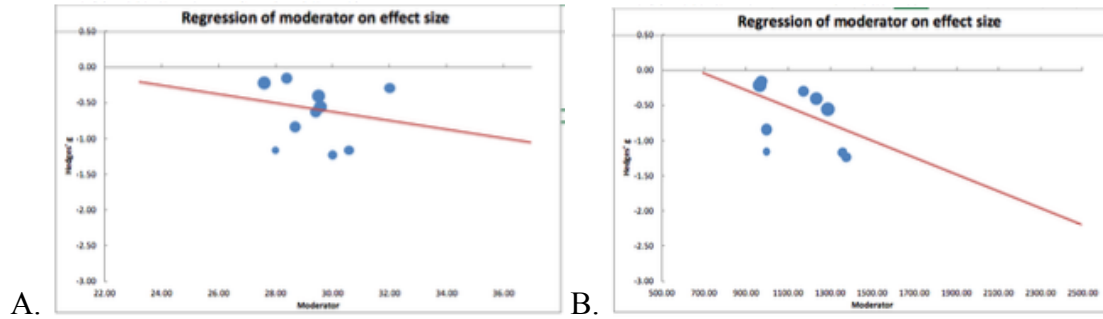 Regression of moderator on effect size
0.50
0.00
-0.50
-1.00
-1.50
-2.00
-2.50
-3.00
Hedges' g
22.00 24.00 26.00 28.00 30.00 32.00 34.00 36.00
Moderator
A.
Regression of moderator on effect size
0.50
0.00
-0.50
-1.00
-1.50
-2.00
-2.50
-3.00
Hedges' g
500.00 700.00 900.00 1100.00 1300.00 1500.00 1700.00 1900.00 2100.00 2300.00 2500.00
Moderator
B.